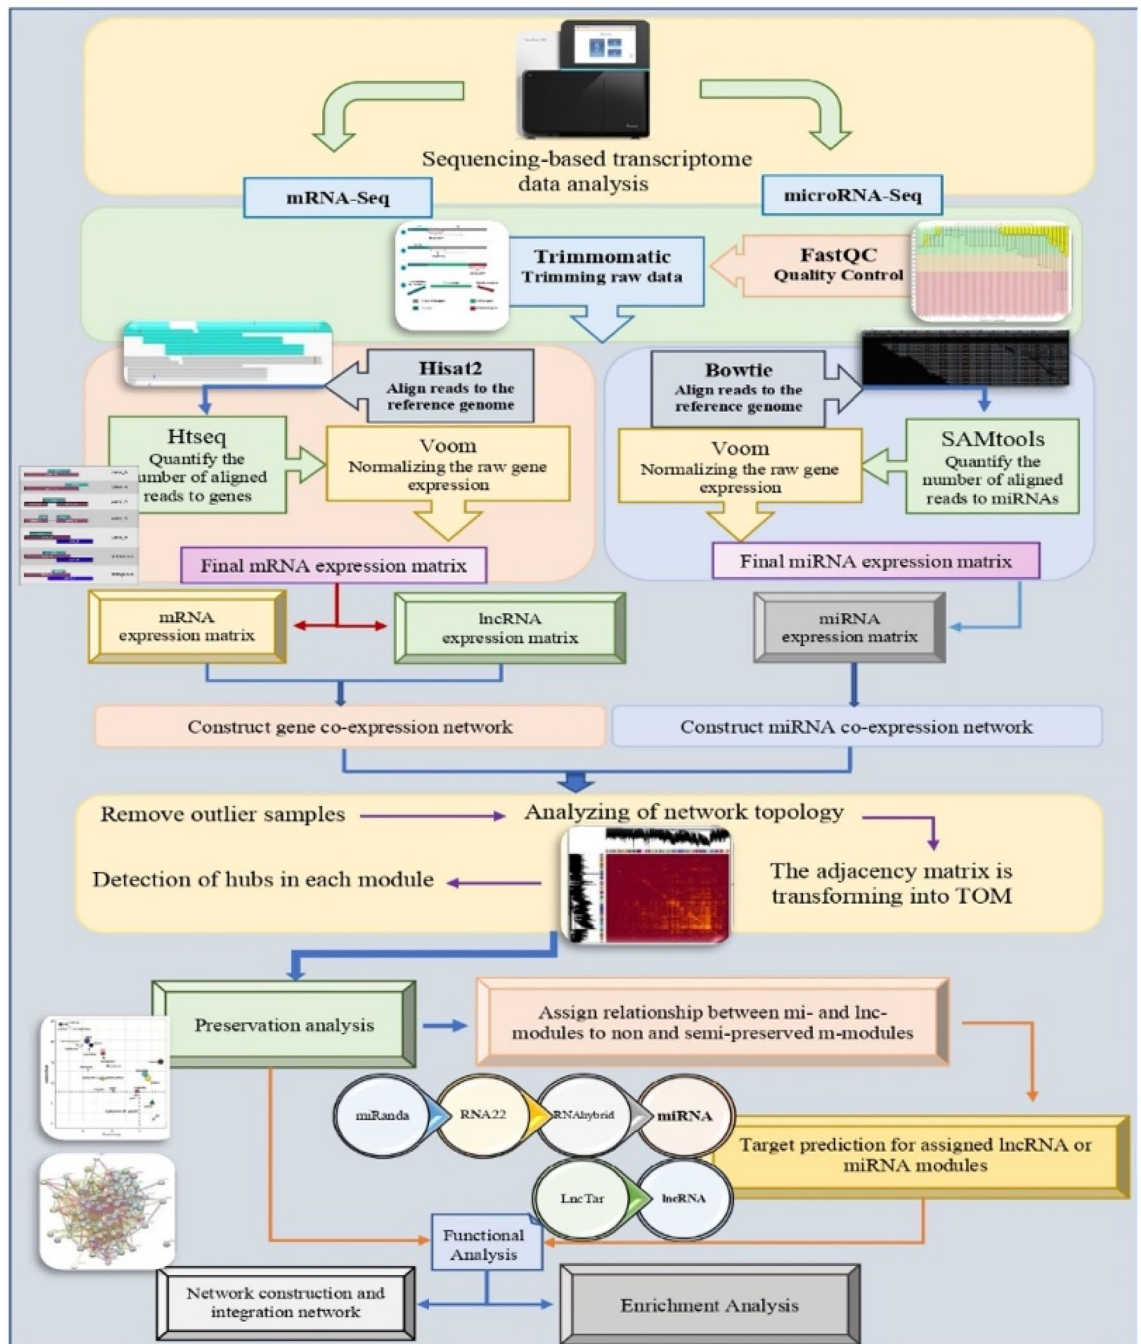 Sequencing-based transcriptome
data analysis
mRNA-Seq
microRNA-Seq
Trimmomatic
Trimming raw data
FastQC
Quality Control
Hisat2
Align reads to the
reference genome
Bowtie
Align reads to the
reference genome
Htseq
Quantify the
number of aligned
reads to genes
Voom
Normalizing the raw gene
expression
Voom
Normalizing the raw gene
expression
SAMtools
Quantify the
number of aligned
reads to miRNAs
Final mRNA expression matrix
Final miRNA expression matrix
mRNA
expression matrix
lncRNA
expression matrix
miRNA
expression matrix
Construct gene co-expression network
Construct miRNA co-expression network
Remove outlier samples
Analyzing of network topology
Detection of hubs in each module
The adjacency matrix is
transforming into TOM
Preservation analysis
Assign relationship between mi- and lnc-
modules to non and semi-preserved m-modules
miRanda
RNA22
RNAhybrid
miRNA
Target prediction for assigned lncRNA or
miRNA modules
LncTar
lncRNA
Functional
Analysis
Network construction and
integration network
Enrichment Analysis